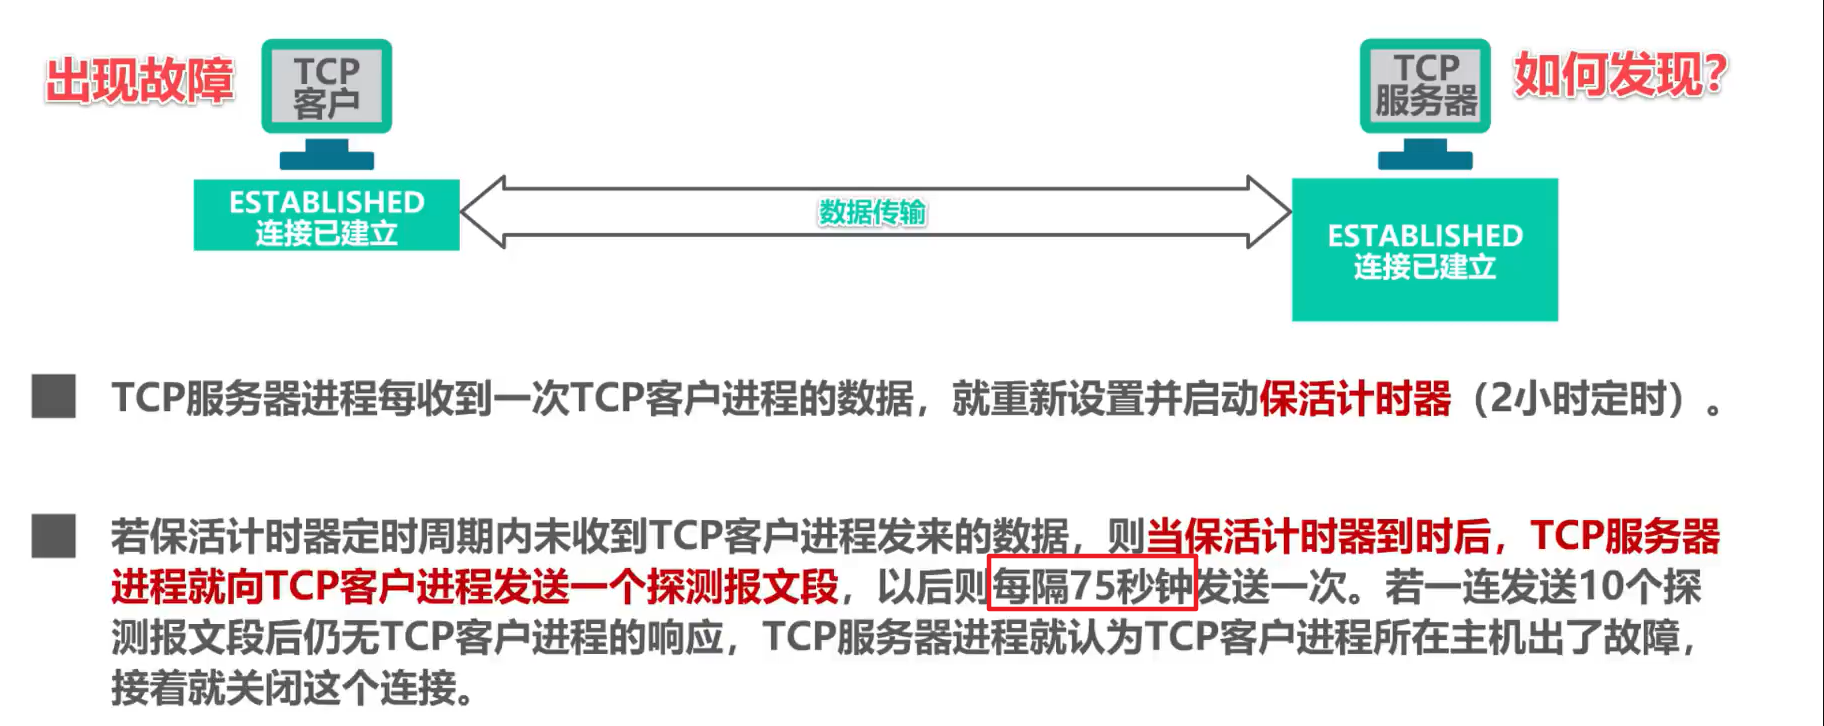 出现故障
TCP
客户
TCP
服务器
如何发现?
ESTABLISHED
连接已建立
数据传输
ESTABLISHED
连接已建立
TCP服务器进程每收到一次TCP客户进程的数据，就重新设置并启动保活计时器（2小时定时）。
若保活计时器定时周期内未收到TCP客户进程发来的数据，则当保活计时器到时后，TCP服务器
进程就向TCP客户进程发送一个探测报文段，以后则每隔75秒钟发送一次。若一连发送10个探
测报文段后仍无TCP客户进程的响应，TCP服务器进程就认为TCP客户进程所在主机出了故障，
接着就关闭这个连接。